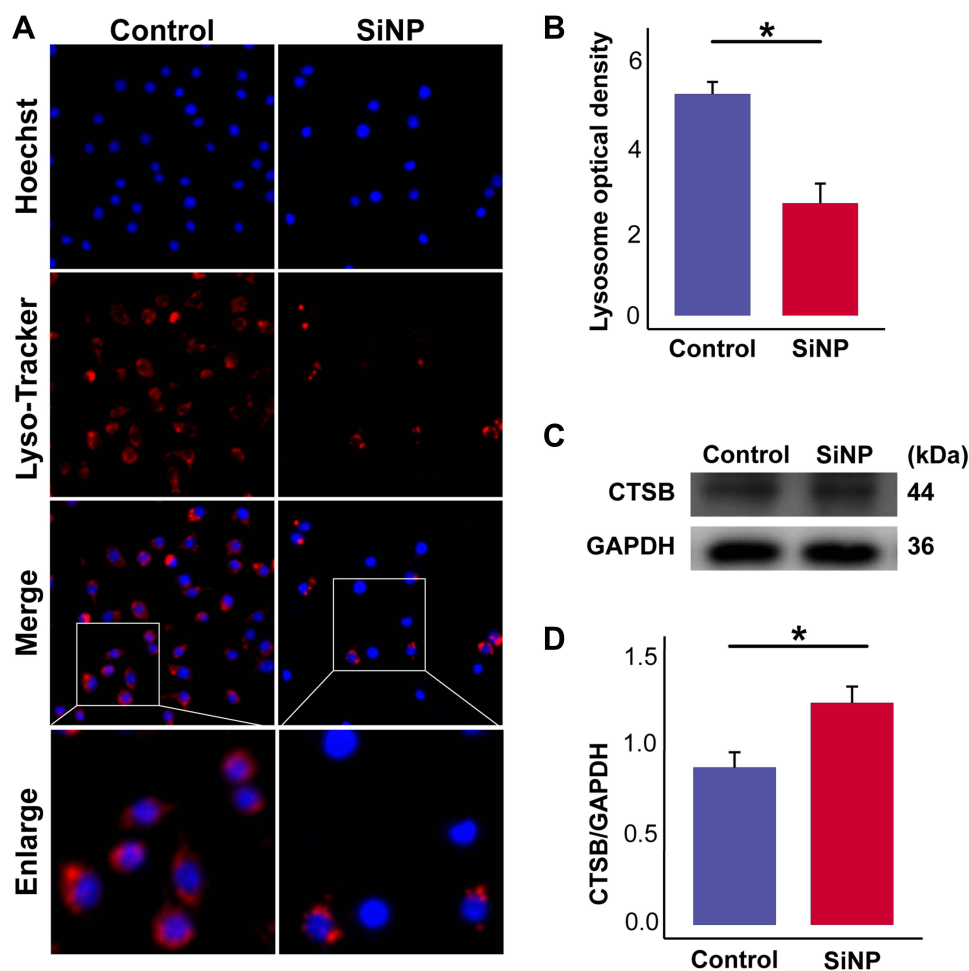 A
Control
SiNP
Hoechst
Lyso-Tracker
Merge
Enlarge
B
*
Lysosome optical density
6
4
2
0
Control
SiNP
C
Control
SiNP
(kDa)
CTSB
44
GAPDH
36
D
*
CTSB/GAPDH
1.5
1.0
0.5
0.0
Control
SiNP